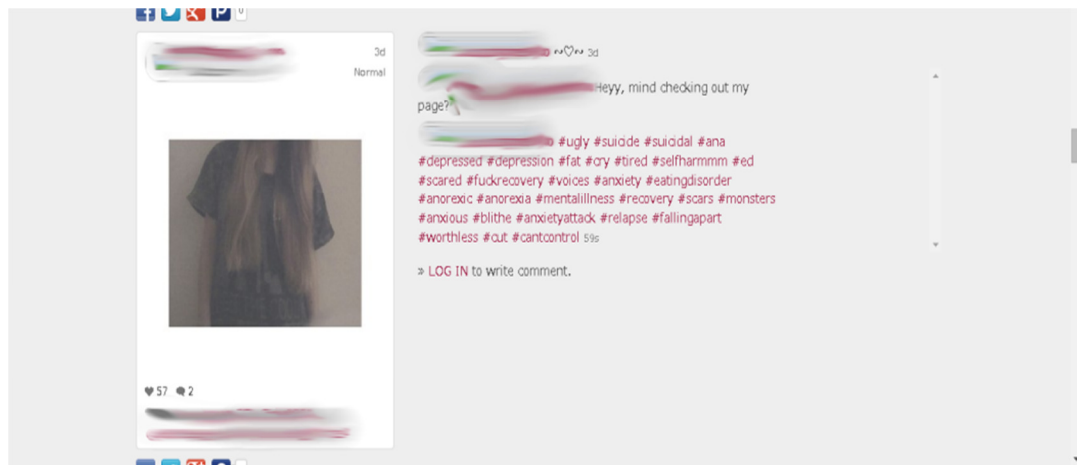 0
3d
Normal
57 2
~♡~ 3d
Heyy, mind checking out my
page?
#ugly #suicide #suicidal #ana
#depressed #depression #fat #cry #tired #selfharmmm #ed
#scared #fuckrecovery #voices #anxiety #eatingdisorder
#anorexic #anorexia #mentalillness #recovery #scars #monsters
#anxious #blithe #anxietyattack #relapse #fallingapart
#worthless #cut #cantcontrol 59s
» LOG IN to write comment.